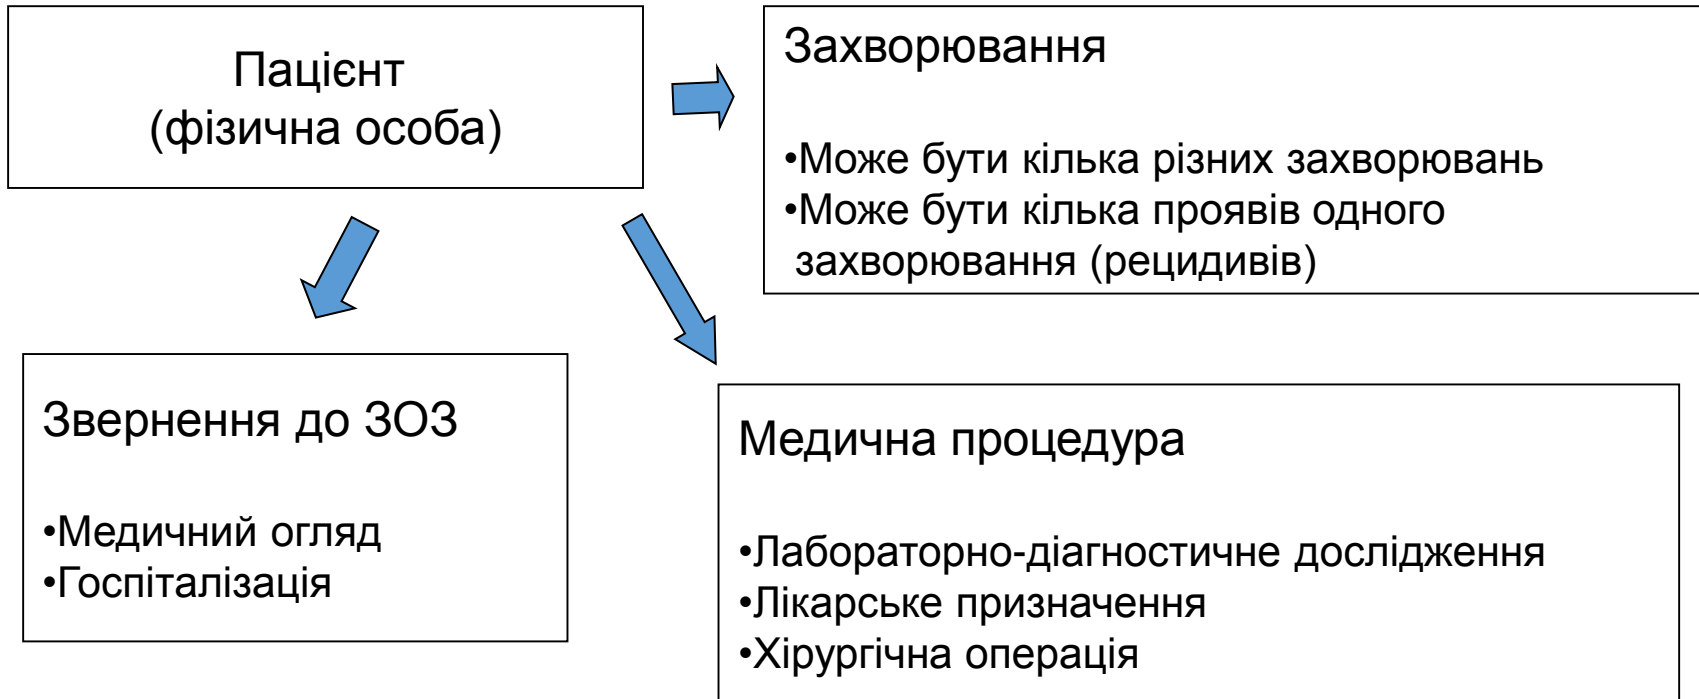 Пацієнт
(фізична особа)
Захворювання
•Може бути кілька різних захворювань
•Може бути кілька проявів одного
захворювання (рецидивів)
Звернення до ЗОЗ
•Медичний огляд
•Госпіталізація
Медична процедура
•Лабораторно-діагностичне дослідження
•Лікарське призначення
•Хірургічна операція